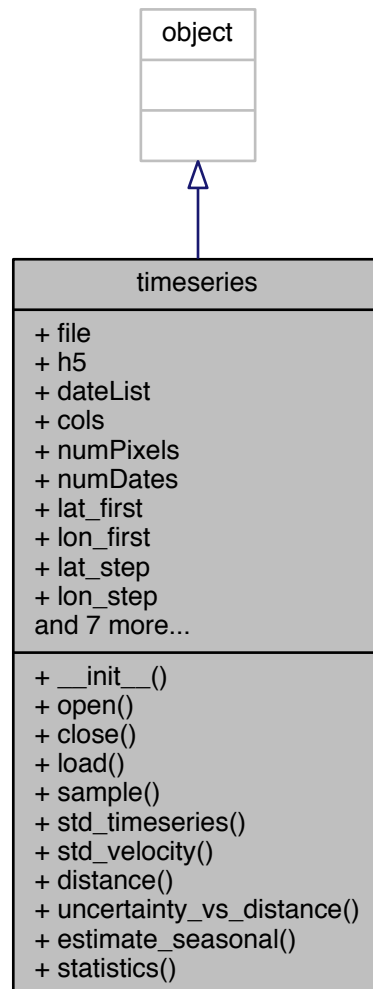 object
timeseries
+ file
+ h5
+ dateList
+ cols
+ numPixels
+ numDates
+ lat_first
+ lon_first
+ lat_step
+ lon_step
and 7 more...
+ __init__()
+ open()
+ close()
+ load()
+ sample()
+ std_timeseries()
+ std_velocity()
+ distance()
+ uncertainty_vs_distance()
+ estimate_seasonal()
+ statistics()